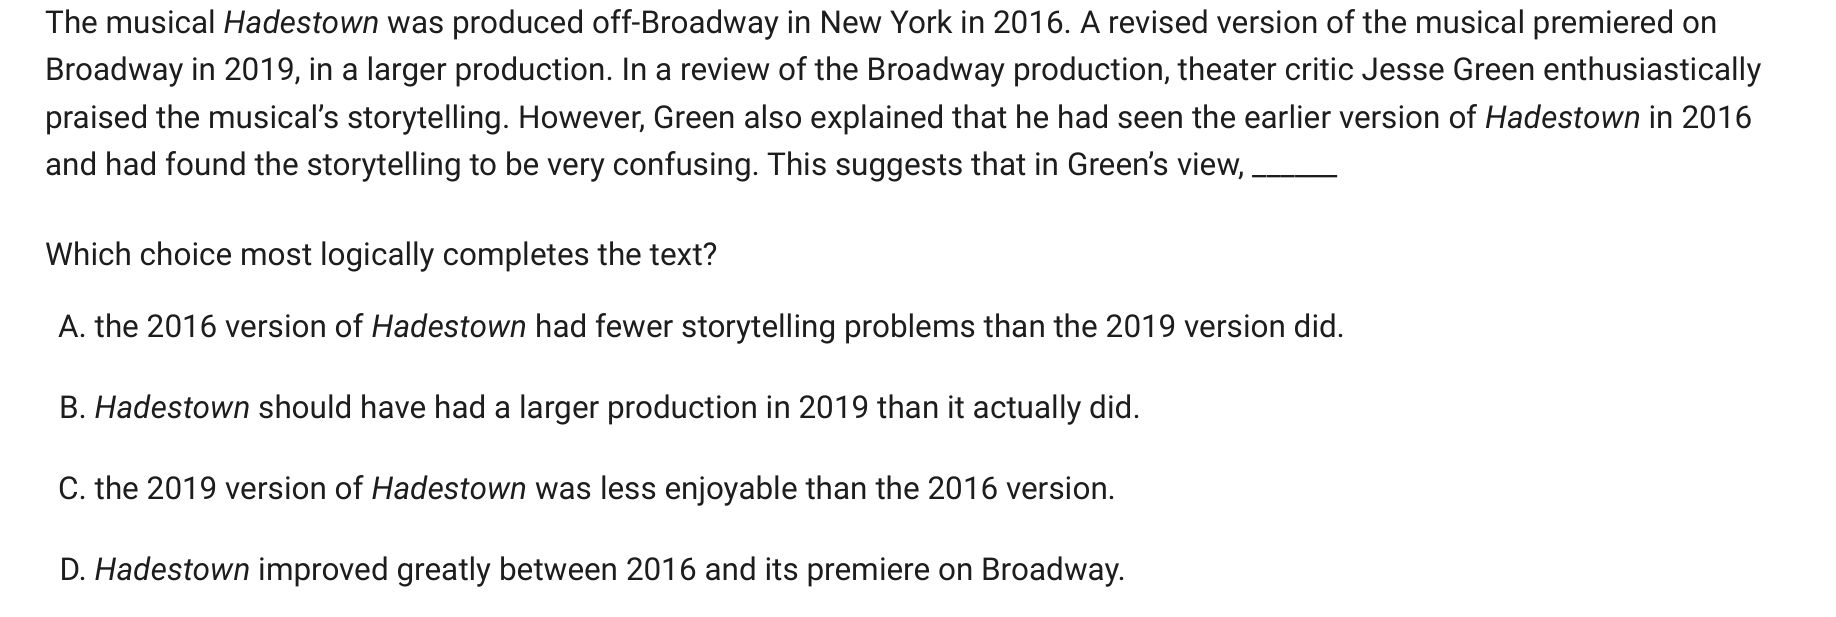 The musical Hadestown was produced off-Broadway in New York in 2016. A revised version of the musical premiered on
Broadway in 2019, in a larger production. In a review of the Broadway production, theater critic Jesse Green enthusiastically
praised the musical's storytelling. However, Green also explained that he had seen the earlier version of Hadestown in 2016
and had found the storytelling to be very confusing. This suggests that in Green's view, ______
Which choice most logically completes the text?
A. the 2016 version of Hadestown had fewer storytelling problems than the 2019 version did.
B. Hadestown should have had a larger production in 2019 than it actually did.
C. the 2019 version of Hadestown was less enjoyable than the 2016 version.
D. Hadestown improved greatly between 2016 and its premiere on Broadway.